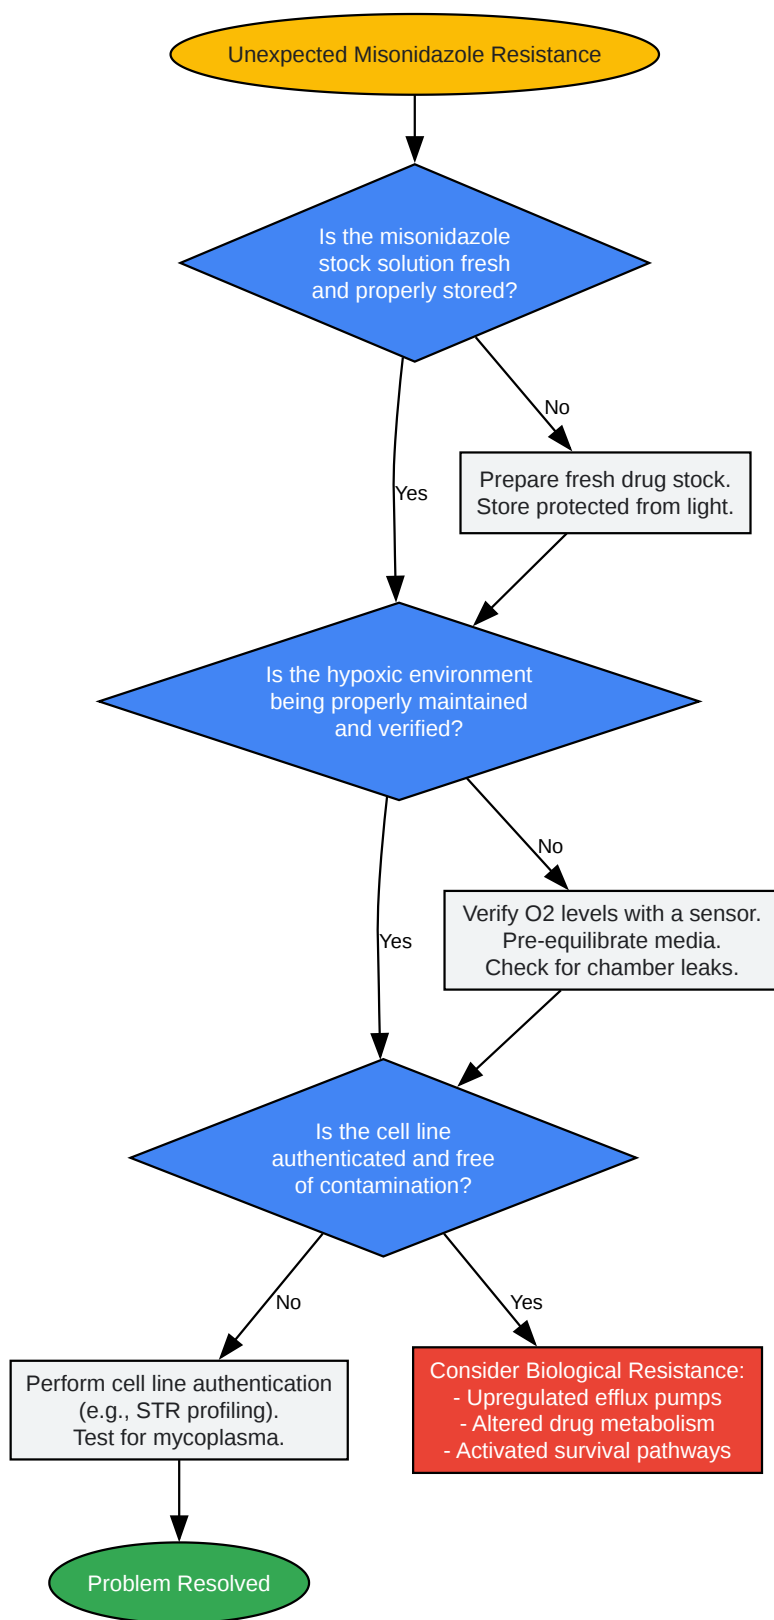 Unexpected Misonidazole Resistance
Is the misonidazole
stock solution fresh
and properly stored?
No
Yes
Prepare fresh drug stock.
Store protected from light.
Is the hypoxic environment
being properly maintained
and verified?
No
Yes
Verify O2 levels with a sensor.
Pre-equilibrate media.
Check for chamber leaks.
Is the cell line
authenticated and free
of contamination?
No
Yes
Perform cell line authentication
(e.g., STR profiling).
Test for mycoplasma.
Consider Biological Resistance:
- Upregulated efflux pumps
- Altered drug metabolism
- Activated survival pathways
Problem Resolved